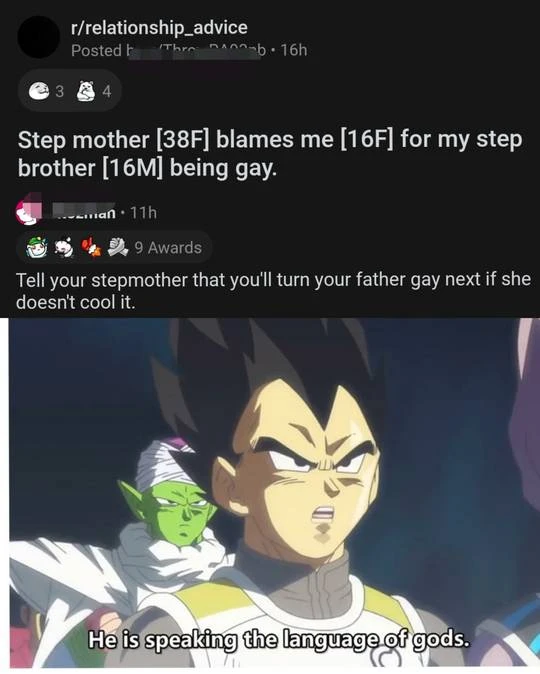 r/relationship_advice
Posted • 16h
3 4
Step mother [38F] blames me [16F] for my step
brother [16M] being gay.
• 11h
9 Awards
Tell your stepmother that you'll turn your father gay next if she
doesn't cool it.
He is speaking the language of gods.